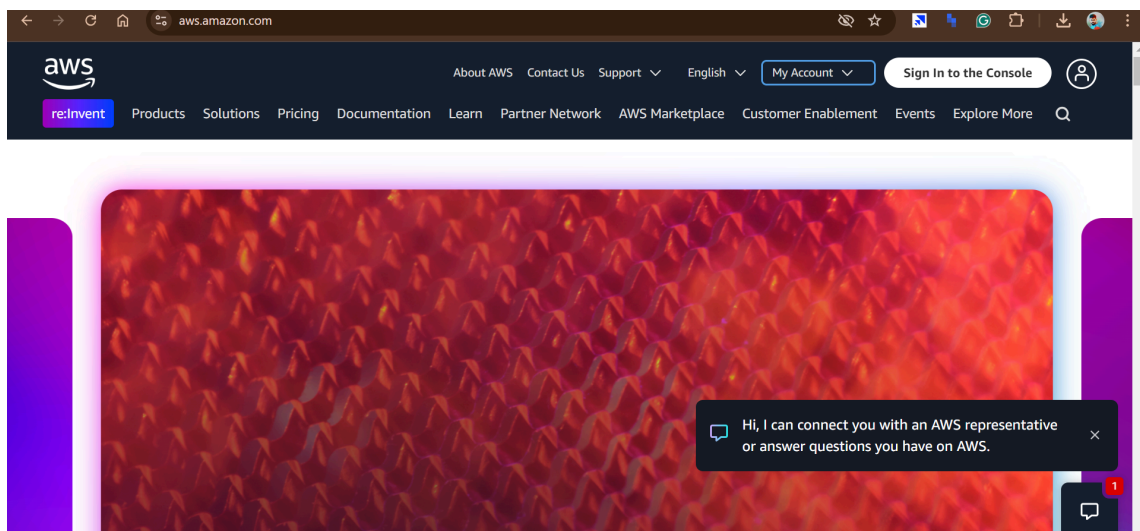 aws.amazon.com
aws
About AWS Contact Us Support English My Account Sign In to the Console
re:Invent Products Solutions Pricing Documentation Learn Partner Network AWS Marketplace Customer Enablement Events Explore More
Hi, I can connect you with an AWS representative
or answer questions you have on AWS.
1